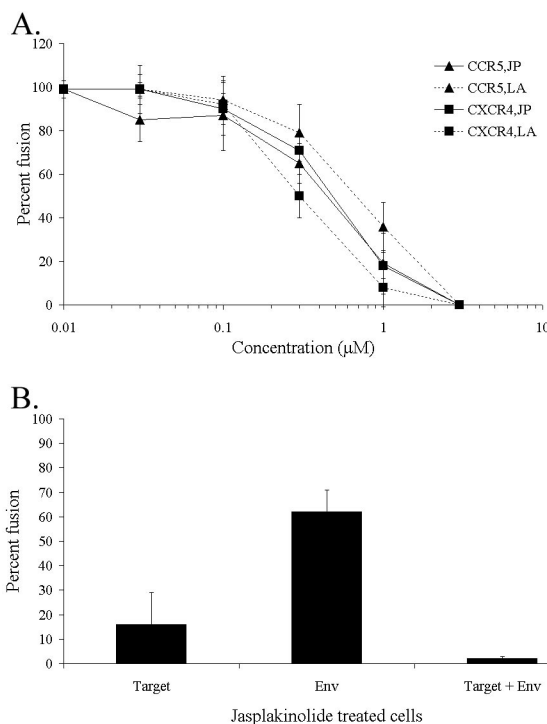 A.
120
100
80
60
40
20
0
Percent fusion
0.01 0.1 1 10
Concentration (µM)
CCR5,JP
CCR5,LA
CXCR4,JP
CXCR4,LA
B.
100
90
80
70
60
50
40
30
20
10
0
Percent fusion
Target Env Target + Env
Jasplakinolide treated cells